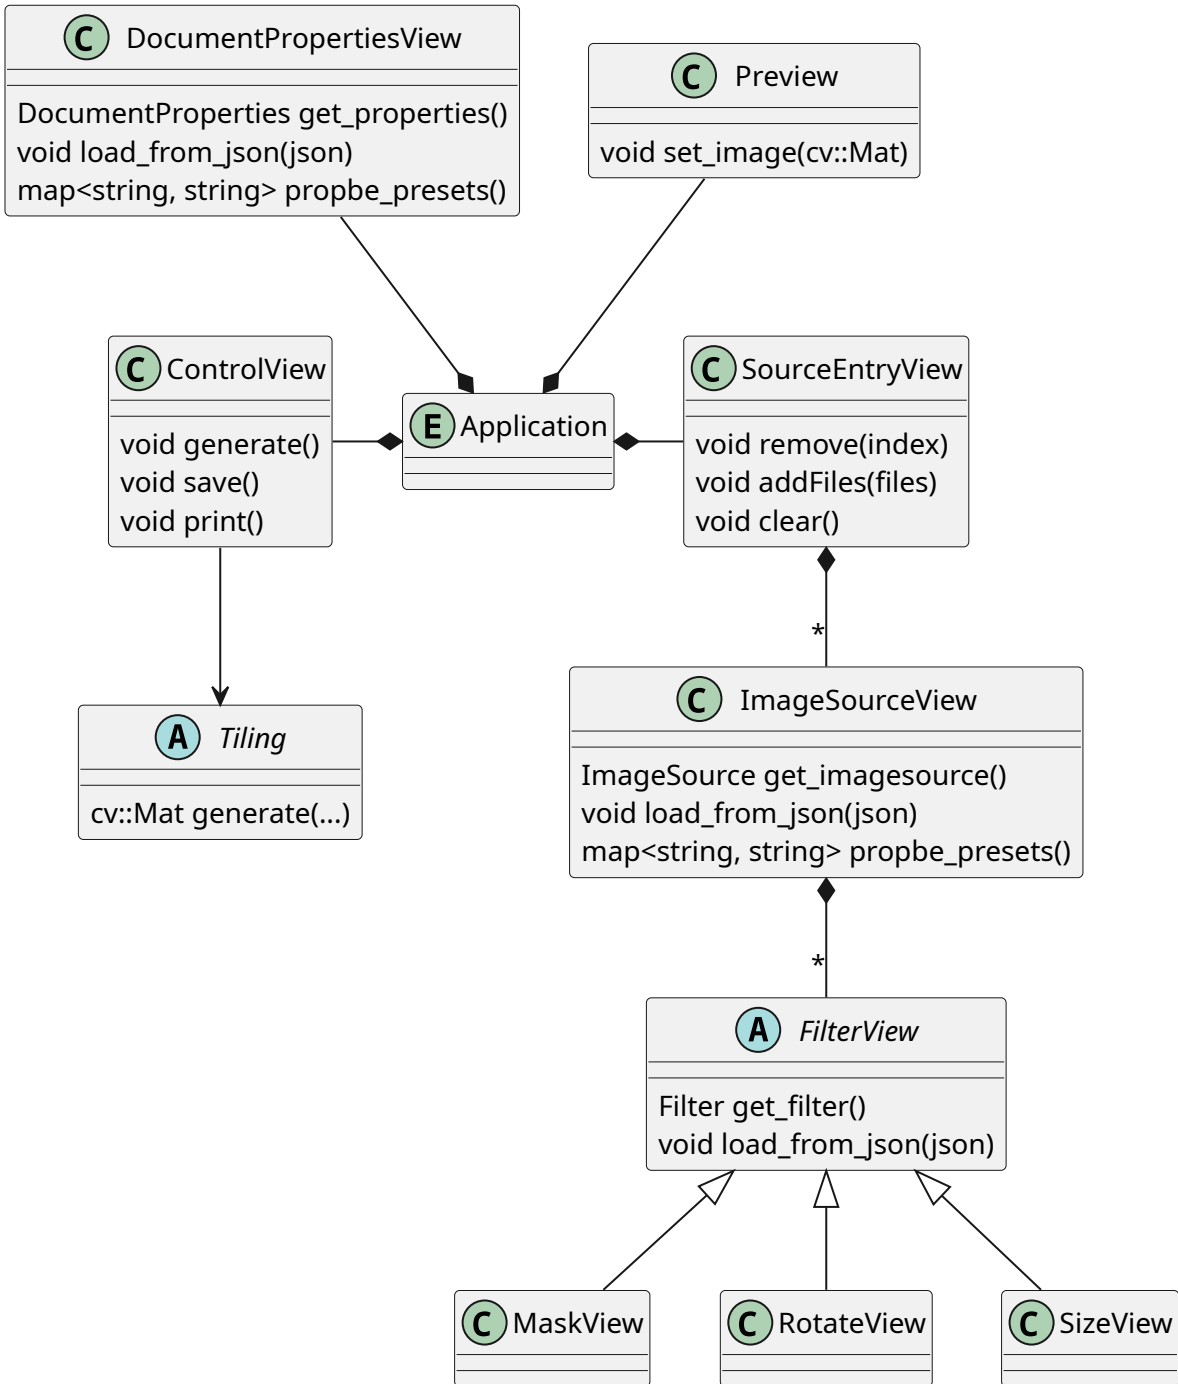 C DocumentPropertiesView
DocumentProperties get_properties()
void load_from_json(json)
map<string, string> propbe_presets()
C Preview
void set_image(cv::Mat)
C ControlView
void generate()
void save()
void print()
E Application
C SourceEntryView
void remove(index)
void addFiles(files)
void clear()
*
A Tiling
cv::Mat generate(...)
C ImageSourceView
ImageSource get_imagesource()
void load_from_json(json)
map<string, string> propbe_presets()
*
A FilterView
Filter get_filter()
void load_from_json(json)
C MaskView
C RotateView
C SizeView